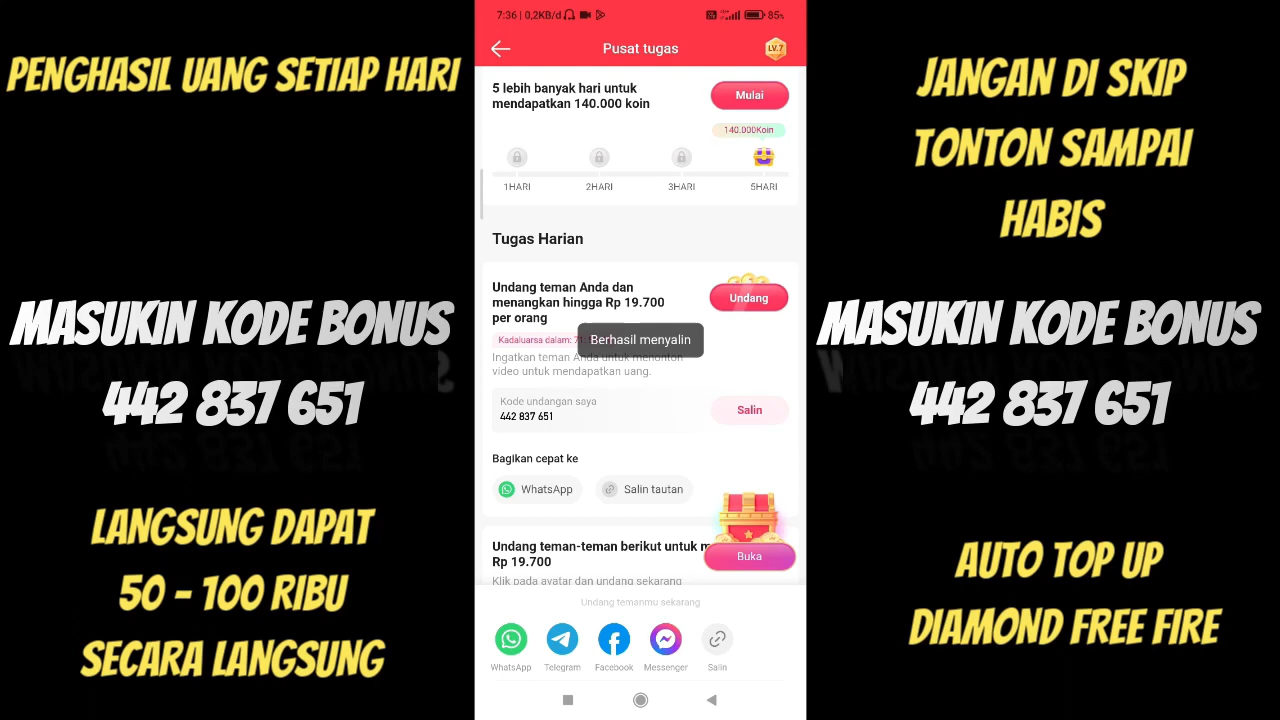 PENGHASIL UANG SETIAP HARI
MASUKIN KODE BONUS
442 837 651
LANGSUNG DAPAT
50 - 100 RIBU
SECARA LANGSUNG
7:36 | 0,2KB/d
85%
Pusat tugas
LV.7
5 lebih banyak hari untuk
mendapatkan 140.000 koin
Mulai
140.000Koin
1HARI 2HARI 3HARI 5HARI
Tugas Harian
Undang teman Anda dan
menangkan hingga Rp 19.700
per orang
Undang
Kadaluarsa dalam: 71
Berhasil menyalin
Ingatkan teman Anda untuk menonton
video untuk mendapatkan uang.
Kode undangan saya
442 837 651
Salin
Bagikan cepat ke
WhatsApp
Salin tautan
Undang teman-teman berikut untuk m
Rp 19.700
Buka
Klik pada avatar dan undang sekarang
Undang temanmu sekarang
WhatsApp Telegram Facebook Messenger Salin
JANGAN DI SKIP
TONTON SAMPAI
HABIS
MASUKIN KODE BONUS
442 837 651
AUTO TOP UP
DIAMOND FREE FIRE